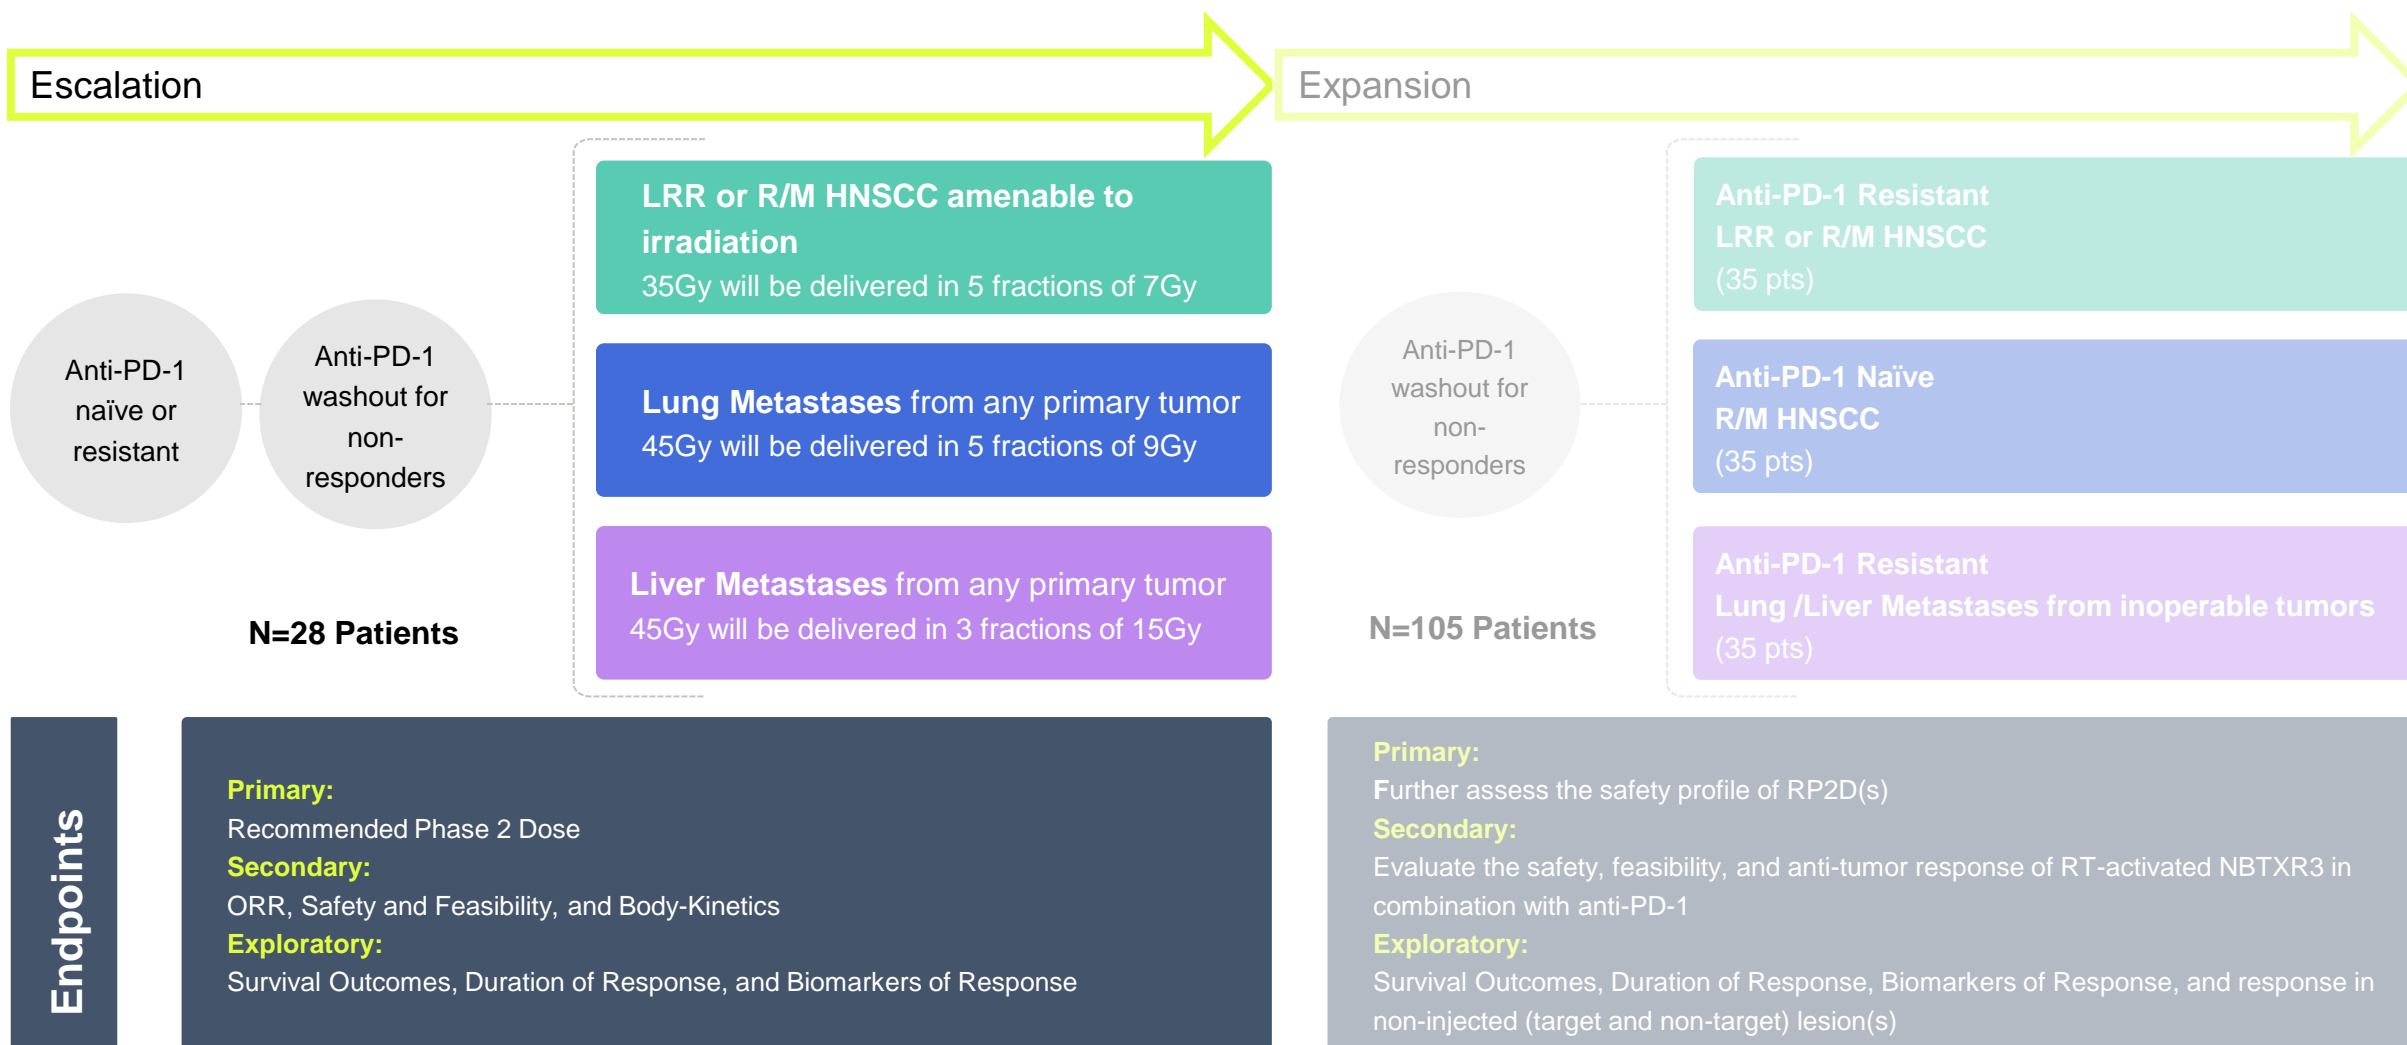 Escalation
Expansion
Anti-PD-1
naïve or
resistant
Anti-PD-1
washout for
non-
responders
N=28 Patients
LRR or R/M HNSCC amenable to
irradiation
35Gy will be delivered in 5 fractions of 7Gy
Lung Metastases from any primary tumor
45Gy will be delivered in 5 fractions of 9Gy
Liver Metastases from any primary tumor
45Gy will be delivered in 3 fractions of 15Gy
Anti-PD-1
washout for
non-
responders
N=105 Patients
Anti-PD-1 Resistant
LRR or R/M HNSCC
(35 pts)
Anti-PD-1 Naïve
R/M HNSCC
(35 pts)
Anti-PD-1 Resistant
Lung /Liver Metastases from inoperable tumors
(35 pts)
Endpoints
Primary:
Recommended Phase 2 Dose
Secondary:
ORR, Safety and Feasibility, and Body-Kinetics
Exploratory:
Survival Outcomes, Duration of Response, and Biomarkers of Response
Primary:
Further assess the safety profile of RP2D(s)
Secondary:
Evaluate the safety, feasibility, and anti-tumor response of RT-activated NBTXR3 in
combination with anti-PD-1
Exploratory:
Survival Outcomes, Duration of Response, Biomarkers of Response, and response in
non-injected (target and non-target) lesion(s)